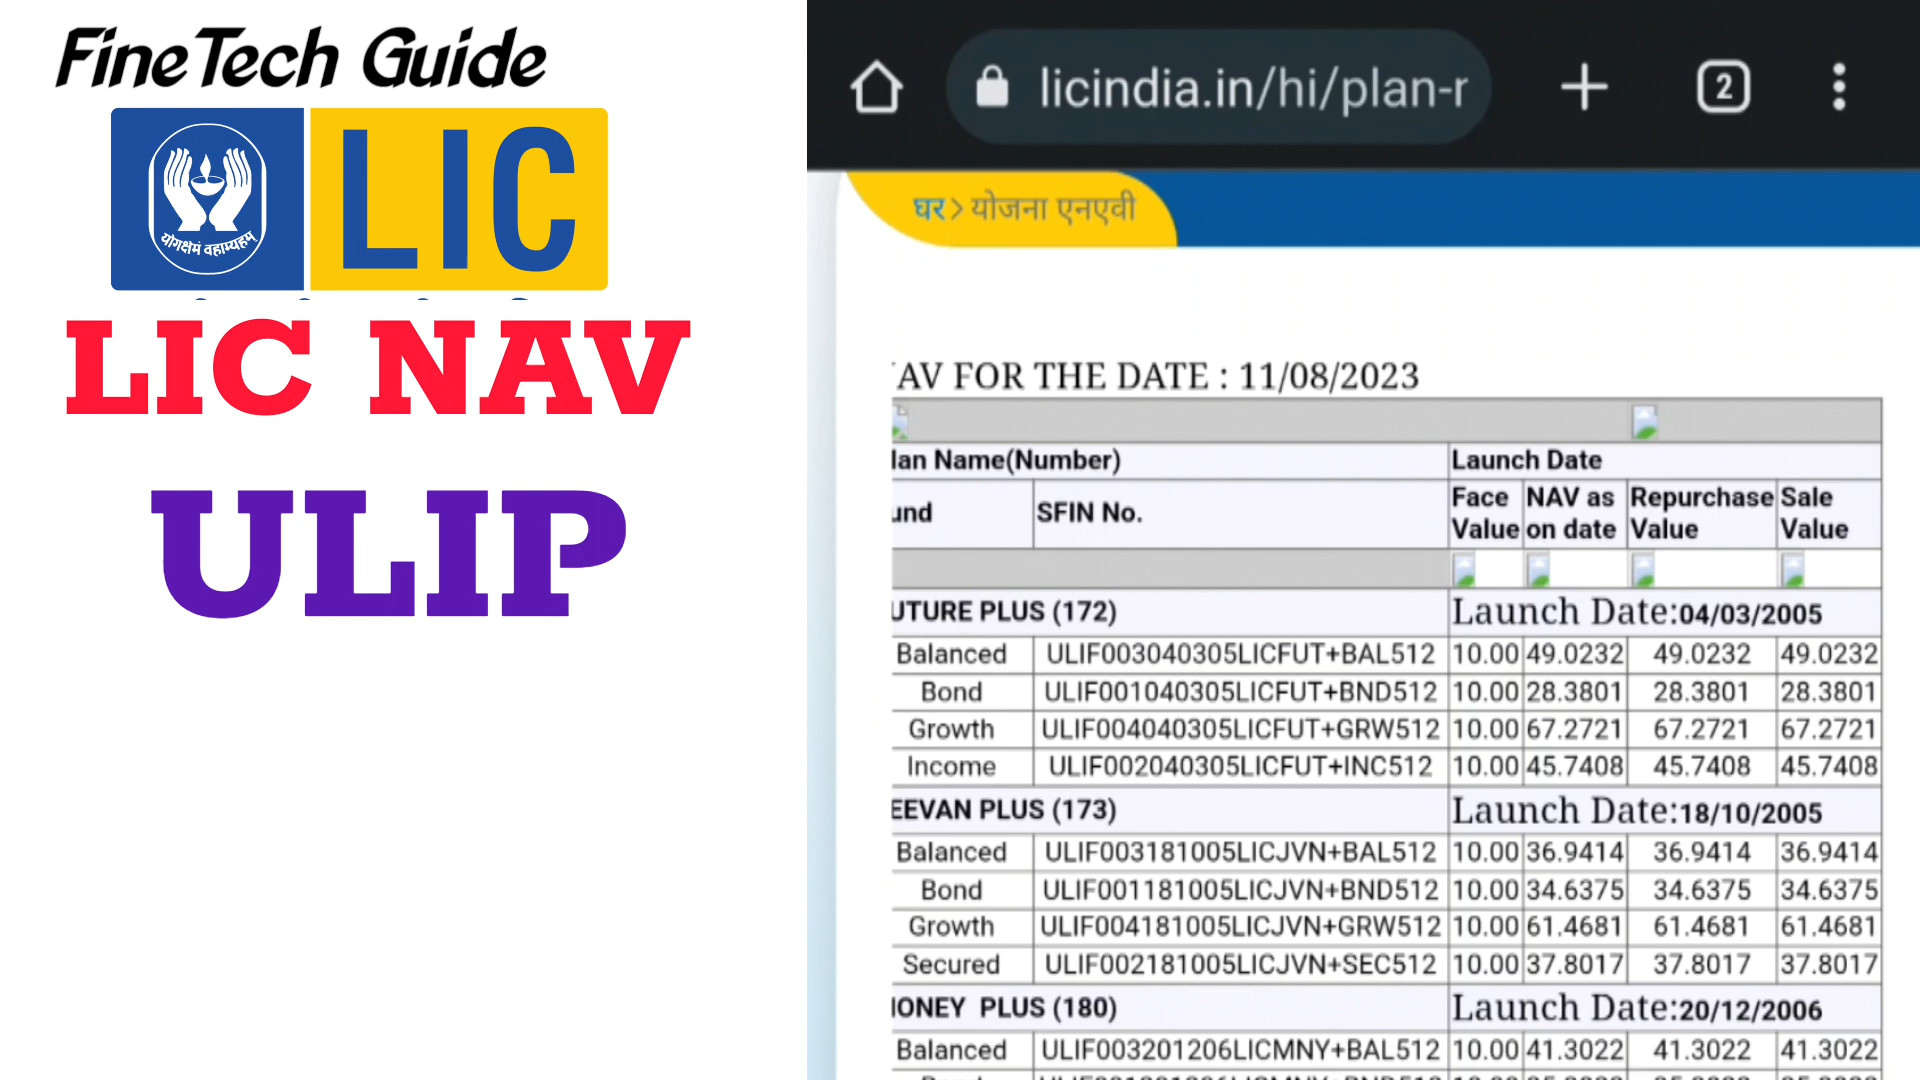 FineTech Guide
योगक्षेमं वहाम्यहम्
LIC
LIC NAV
ULIP
licindia.in/hi/plan-r
2
घर> योजना एनएवी
AV FOR THE DATE : 11/08/2023
lan Name(Number) Launch Date
und SFIN No. Face Value NAV as on date Repurchase Value Sale Value
UTURE PLUS (172) Launch Date:04/03/2005
Balanced ULIF003040305LICFUT+BAL512 10.00 49.0232 49.0232 49.0232
Bond ULIF001040305LICFUT+BND512 10.00 28.3801 28.3801 28.3801
Growth ULIF004040305LICFUT+GRW512 10.00 67.2721 67.2721 67.2721
Income ULIF002040305LICFUT+INC512 10.00 45.7408 45.7408 45.7408
EEVAN PLUS (173) Launch Date:18/10/2005
Balanced ULIF003181005LICJVN+BAL512 10.00 36.9414 36.9414 36.9414
Bond ULIF001181005LICJVN+BND512 10.00 34.6375 34.6375 34.6375
Growth ULIF004181005LICJVN+GRW512 10.00 61.4681 61.4681 61.4681
Secured ULIF002181005LICJVN+SEC512 10.00 37.8017 37.8017 37.8017
IONEY PLUS (180) Launch Date:20/12/2006
Balanced ULIF003201206LICMNY+BAL512 10.00 41.3022 41.3022 41.3022